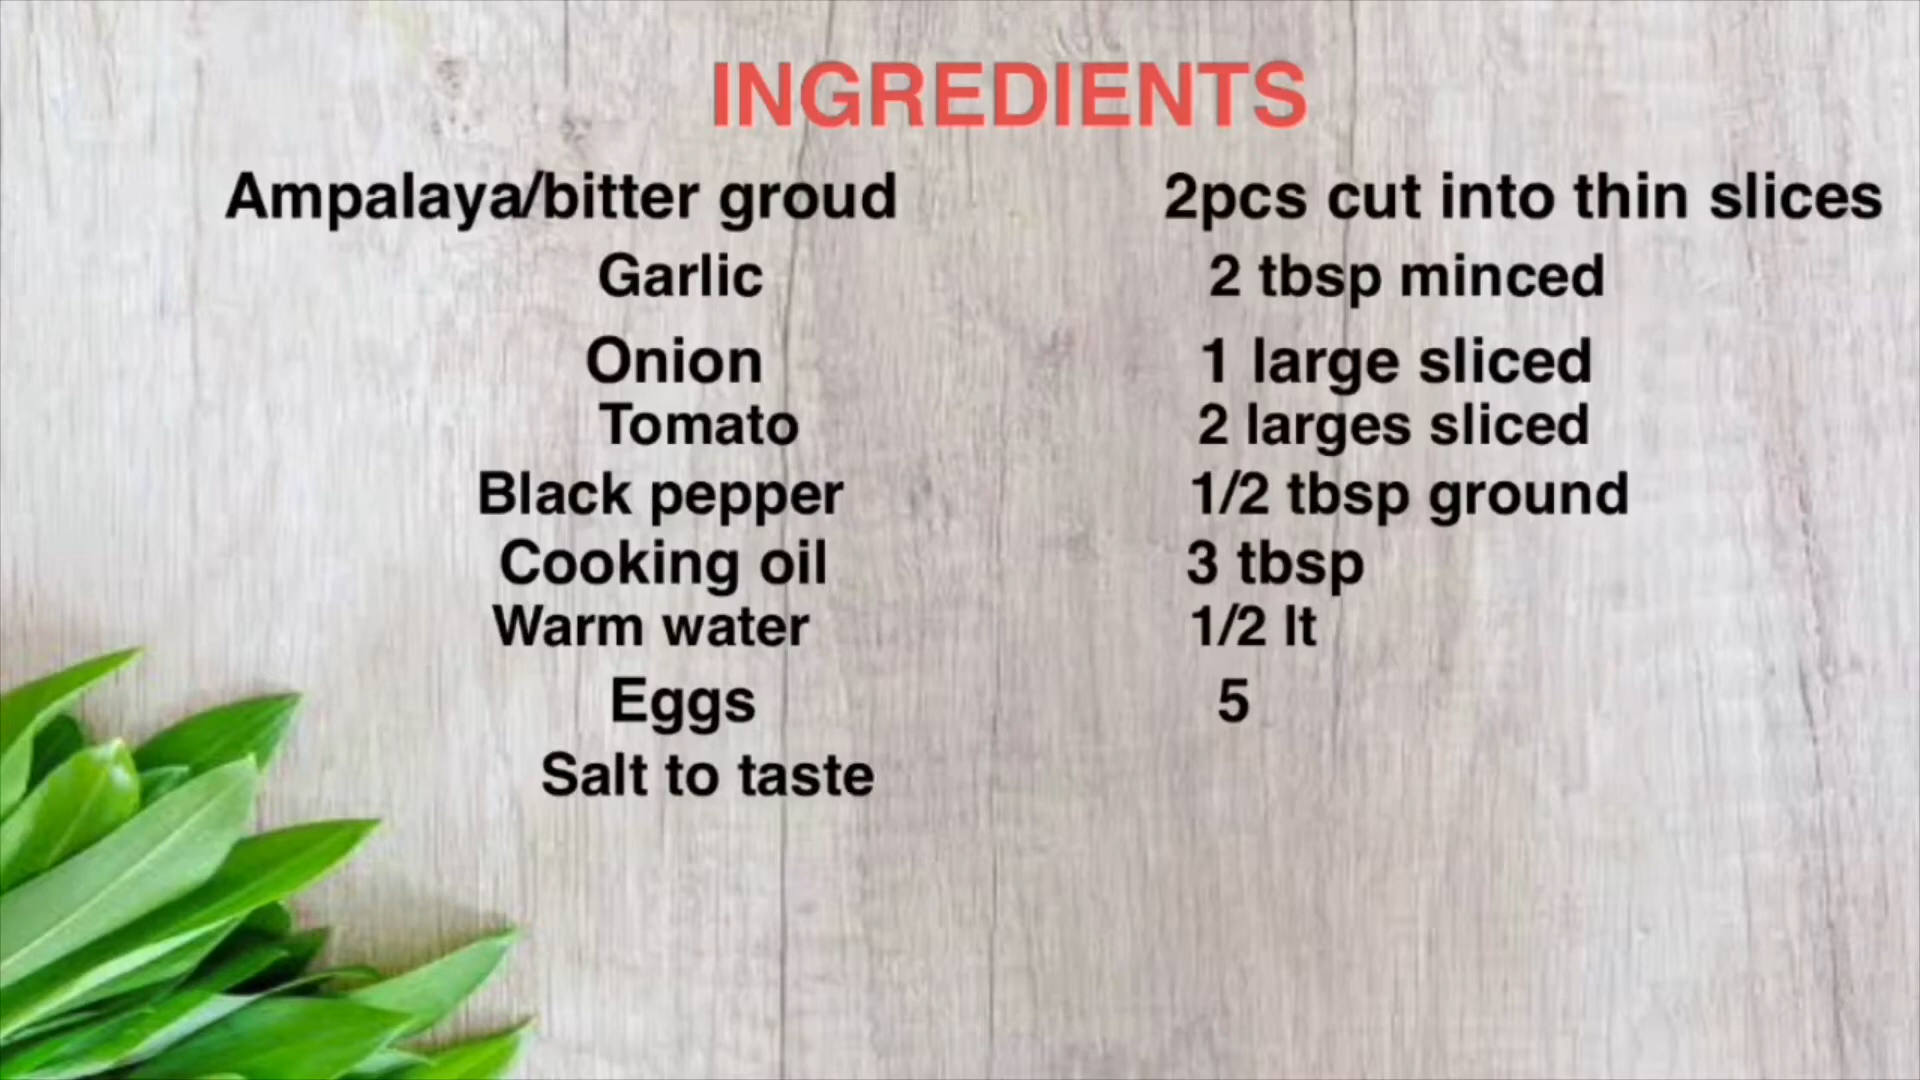 INGREDIENTS
Ampalaya/bitter groud 2pcs cut into thin slices
Garlic 2 tbsp minced
Onion 1 large sliced
Tomato 2 larges sliced
Black pepper 1/2 tbsp ground
Cooking oil 3 tbsp
Warm water 1/2 lt
Eggs 5
Salt to taste